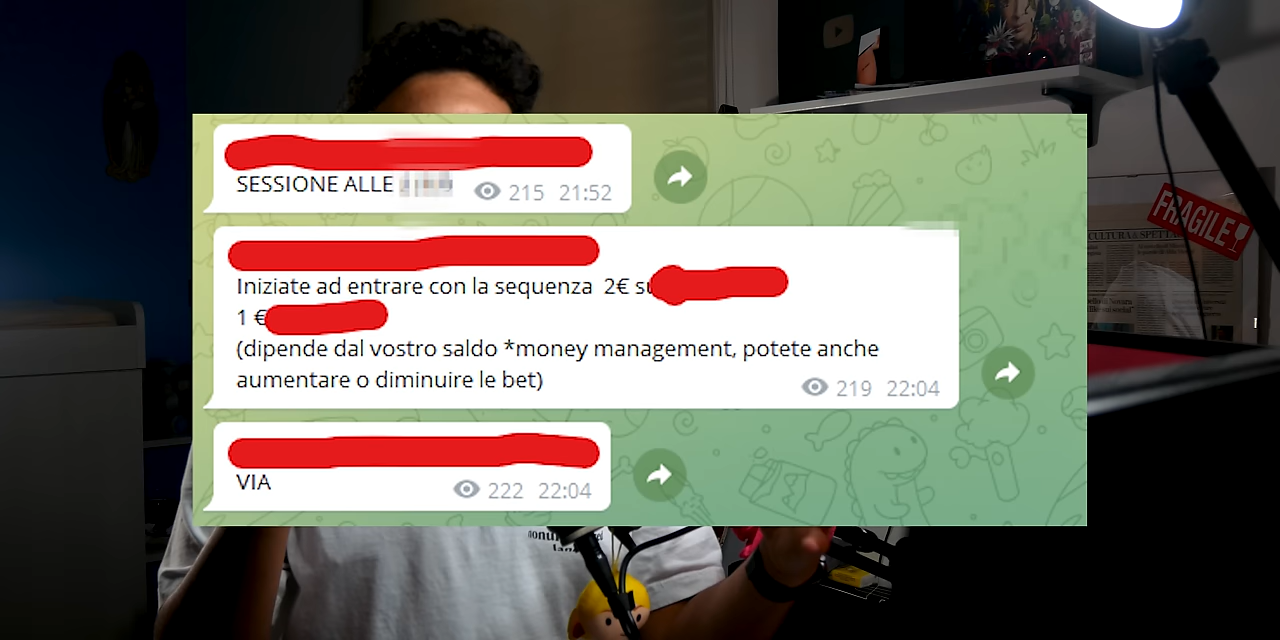 SESSIONE ALLE
215 21:52
Iniziate ad entrare con la sequenza 2€ su
1 €
(dipende dal vostro saldo *money management, potete anche
aumentare o diminuire le bet)
219 22:04
VIA
222 22:04
FRAGILE